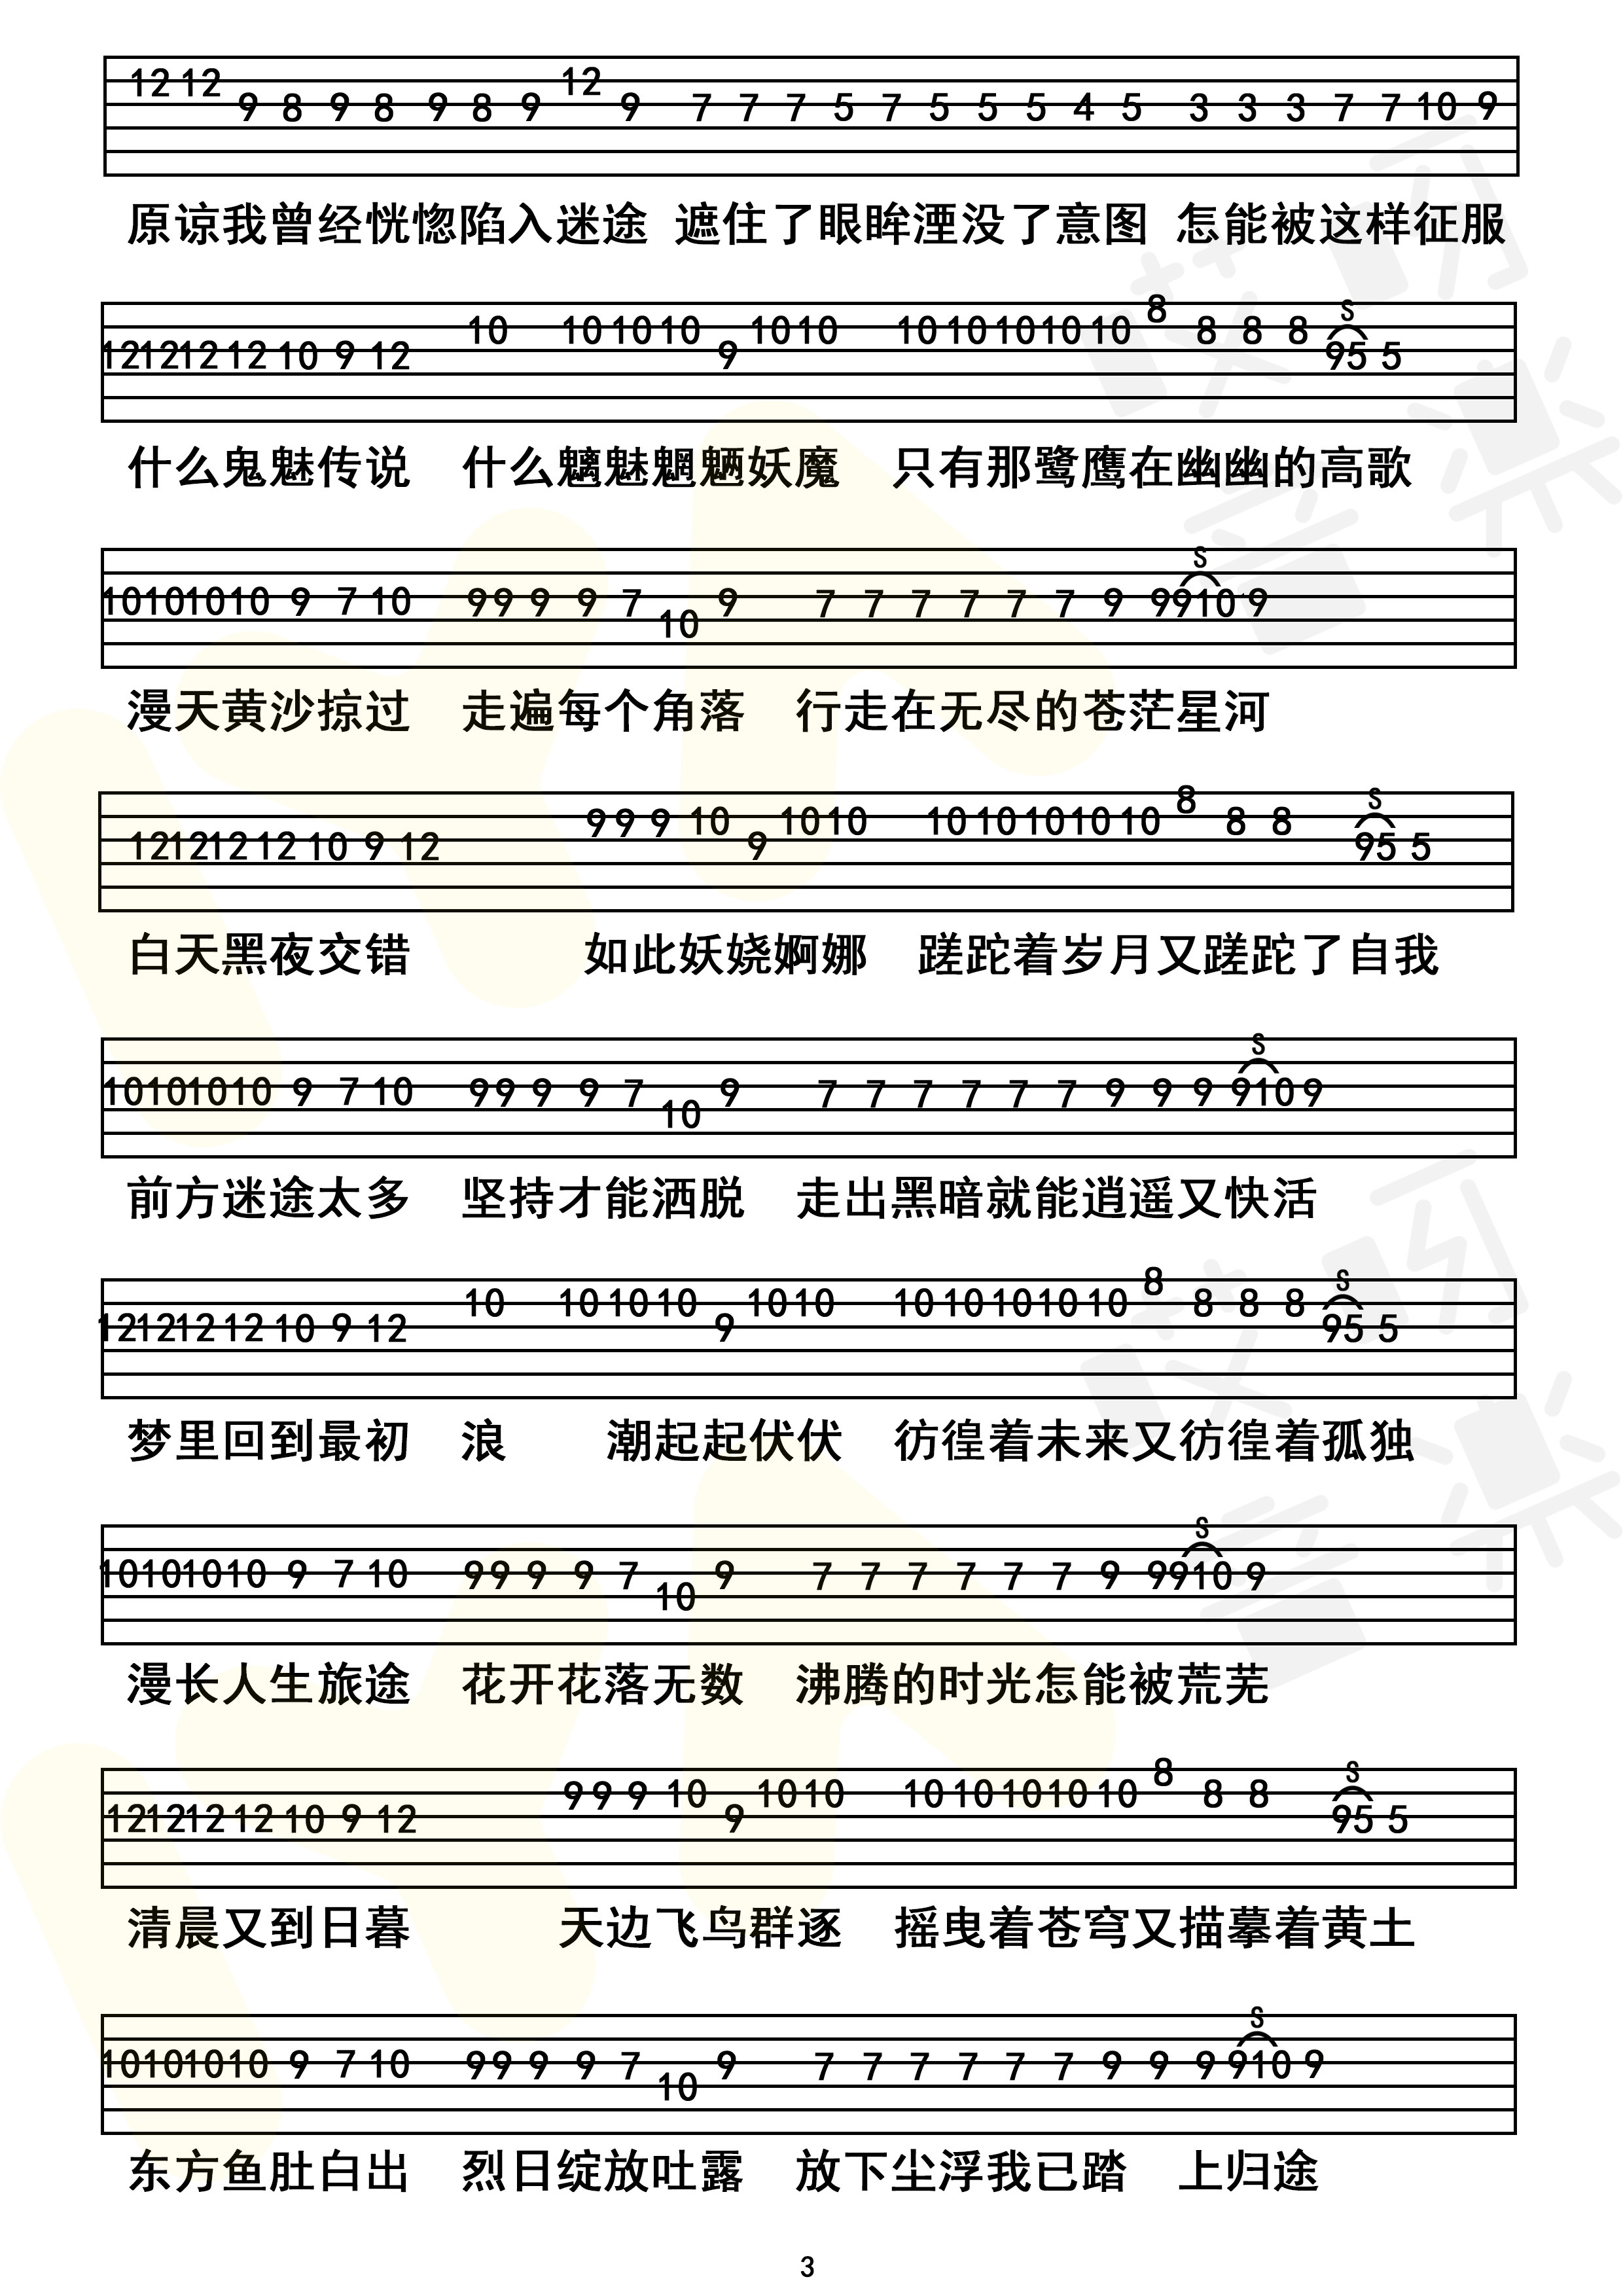 12 12 9 8 9 8 9 8 9 12 9 7 7 7 5 7 5 5 5 4 5 3 3 3 7 7 10 9
原谅我曾经恍惚陷入迷途 遮住了眼眸湮没了意图 怎能被这样征服
S
12 12 12 12 10 9 12 10 10 10 10 9 10 10 10 10 10 10 10 8 8 8 8 9 5 5
什么鬼魅传说 什么魑魅魍魉妖魔 只有那鹭鹰在幽幽的高歌
S
10 10 10 10 9 7 10 9 9 9 9 7 10 9 7 7 7 7 7 7 9 9 9 10 9
漫天黄沙掠过 走遍每个角落 行走在无尽的苍茫星河
S
12 12 12 12 10 9 12 9 9 9 10 9 10 10 10 10 10 10 10 8 8 8 9 5 5
白天黑夜交错 如此妖娆婀娜 蹉跎着岁月又蹉跎了自我
S
10 10 10 10 9 7 10 9 9 9 9 7 10 9 7 7 7 7 7 7 9 9 9 9 10 9
前方迷途太多 坚持才能洒脱 走出黑暗就能逍遥又快活
S
12 12 12 12 10 9 12 10 10 10 10 9 10 10 10 10 10 10 10 8 8 8 8 9 5 5
梦里回到最初 浪 潮起起伏伏 彷徨着未来又彷徨着孤独
S
10 10 10 10 9 7 10 9 9 9 9 7 10 9 7 7 7 7 7 7 9 9 9 10 9
漫长人生旅途 花开花落无数 沸腾的时光怎能被荒芜
S
12 12 12 12 10 9 12 9 9 9 10 9 10 10 10 10 10 10 10 8 8 8 9 5 5
清晨又到日暮 天边飞鸟群逐 摇曳着苍穹又描摹着黄土
S
10 10 10 10 9 7 10 9 9 9 9 7 10 9 7 7 7 7 7 7 9 9 9 9 10 9
东方鱼肚白出 烈日绽放吐露 放下尘浮我已踏 上归途
3